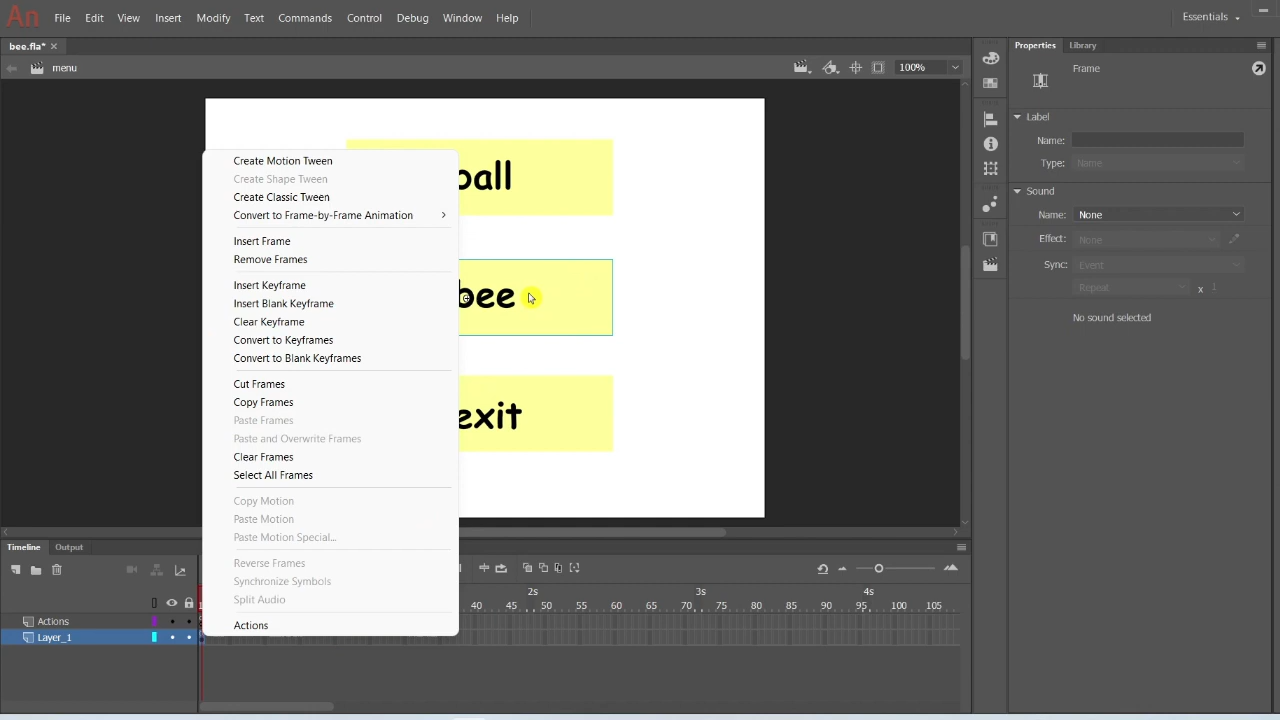 An File Edit View Insert Modify Text Commands Control Debug Window Help Essentials
bee.fla* ×
menu 100%
Properties Library
Frame
Label
Name:
Type: Name
Sound
Name: None
Effect: None
Sync: Event
Repeat x 1
No sound selected
ball
bee
exit
Create Motion Tween
Create Shape Tween
Create Classic Tween
Convert to Frame-by-Frame Animation
Insert Frame
Remove Frames
Insert Keyframe
Insert Blank Keyframe
Clear Keyframe
Convert to Keyframes
Convert to Blank Keyframes
Cut Frames
Copy Frames
Paste Frames
Paste and Overwrite Frames
Clear Frames
Select All Frames
Copy Motion
Paste Motion
Paste Motion Special...
Reverse Frames
Synchronize Symbols
Split Audio
Actions
Timeline Output
2s 3s 4s
1 40 45 50 55 60 65 70 75 80 85 90 95 100 105
Actions
Layer_1